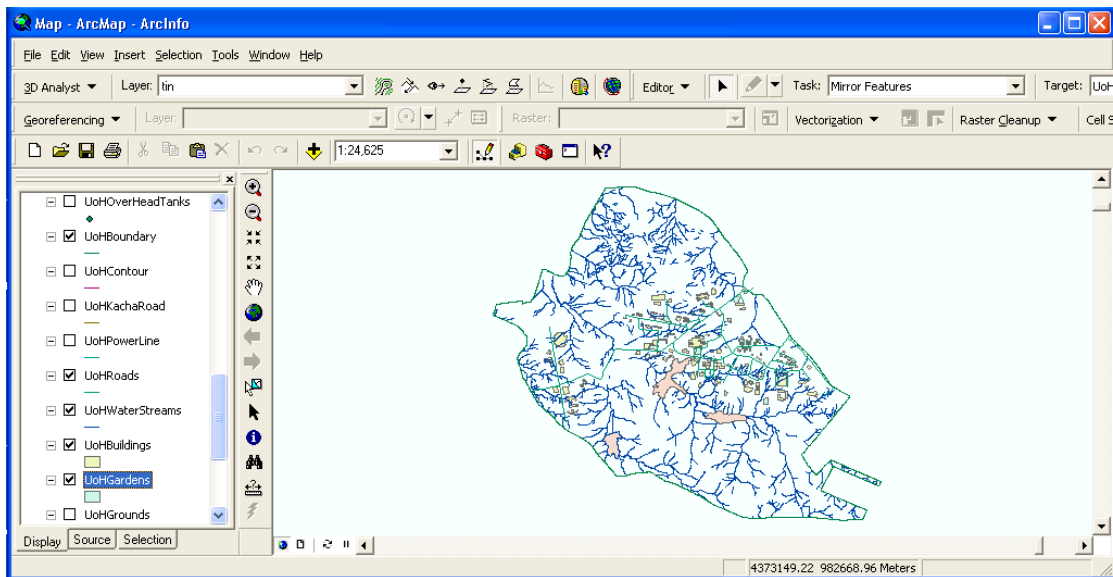 Map - ArcMap - ArcInfo
File Edit View Insert Selection Tools Window Help
3D Analyst Layer: tin Editor Task: Mirror Features Target: UoH
Georeferencing Layer: Raster: Vectorization Raster Cleanup Cell S
1:24,625
UoHOverHeadTanks
UoHBoundary
UoHContour
UoHKachaRoad
UoHPowerLine
UoHRoads
UoHWaterStreams
UoHBuildings
UoHGardens
UoHGrounds
Display Source Selection
4373149.22 982668.96 Meters